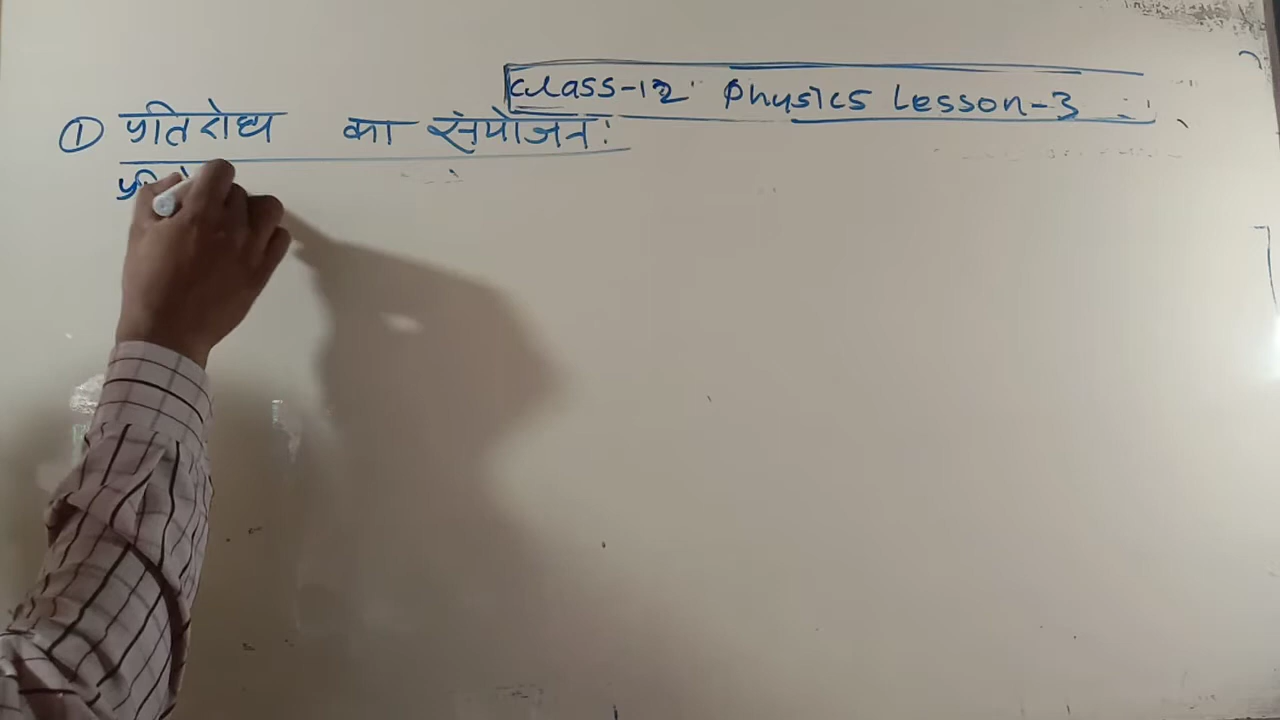 Class-12 Physics Lesson-3
① प्रतिरोध का संयोजन: